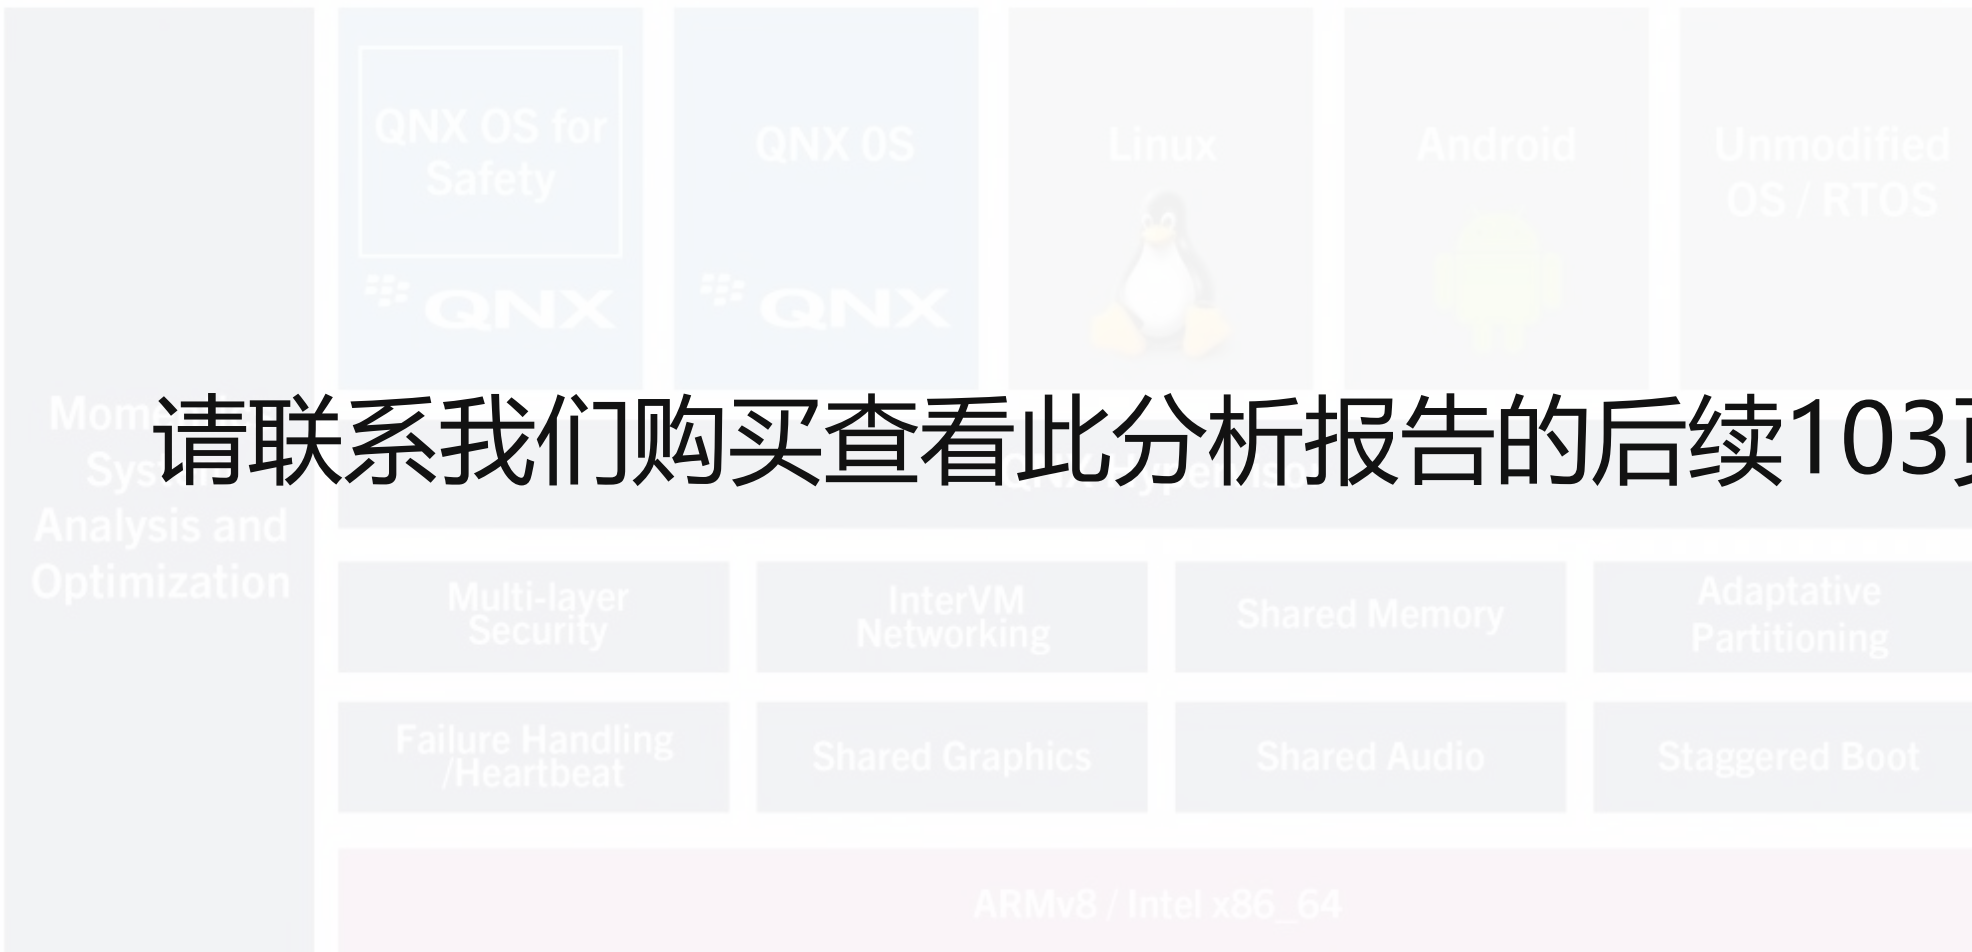 QNX OS for
Safety
QNX
QNX 0S
QNX
Linux
Android
Unmodified
OS / RTOS
请联系我们购买查看此分析报告的后续103
Analysis and
Optimization
Multi-layer
Security
InterVM
Networking
Shared Memory
Adaptative
Partitioning
Failure Handling
/Heartbeat
Shared Graphics
Shared Audio
Staggered Boot
ARMv8 / Intel x86_64